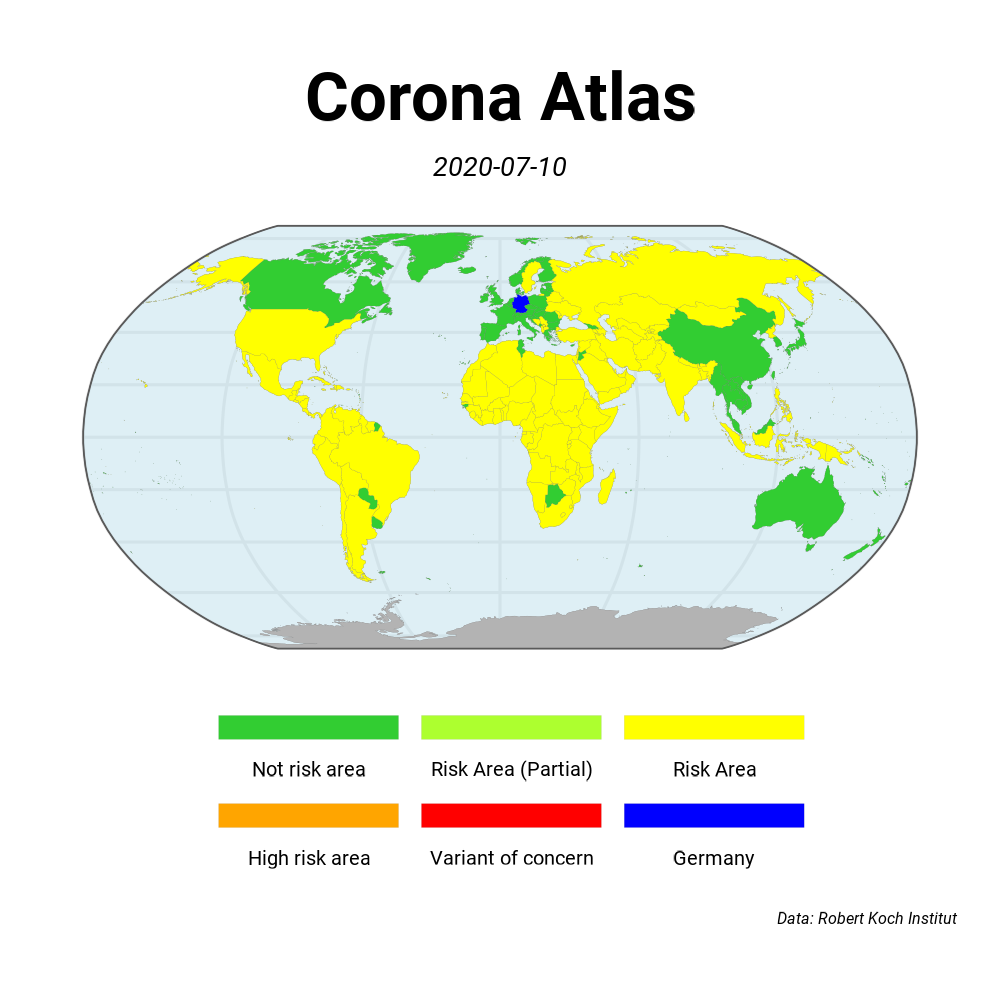 Corona Atlas
2020-07-10
Not risk area
Risk Area (Partial)
Risk Area
High risk area
Variant of concern
Germany
Data: Robert Koch Institut